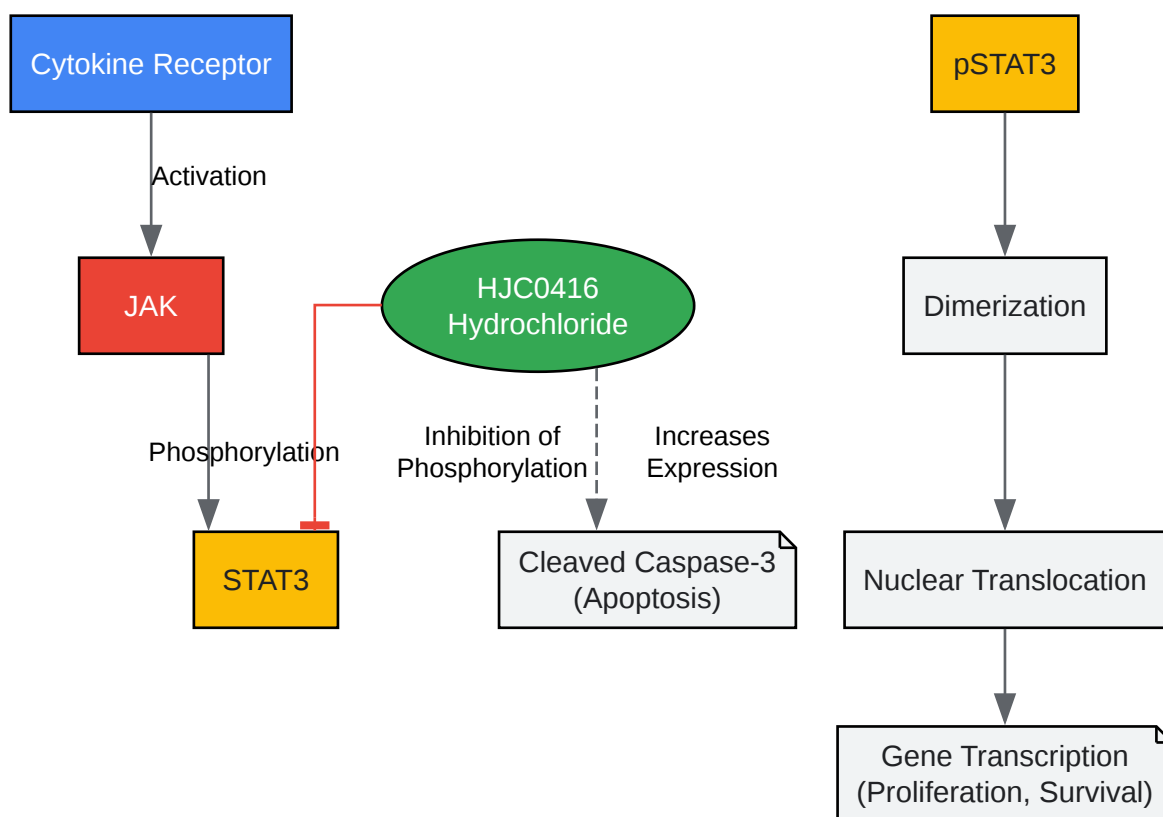 Cytokine Receptor
pSTAT3
Activation
JAK
HJC0416
Hydrochloride
Dimerization
Phosphorylation
Inhibition of
Phosphorylation
Increases
Expression
STAT3
Cleaved Caspase-3
(Apoptosis)
Nuclear Translocation
Gene Transcription
(Proliferation, Survival)